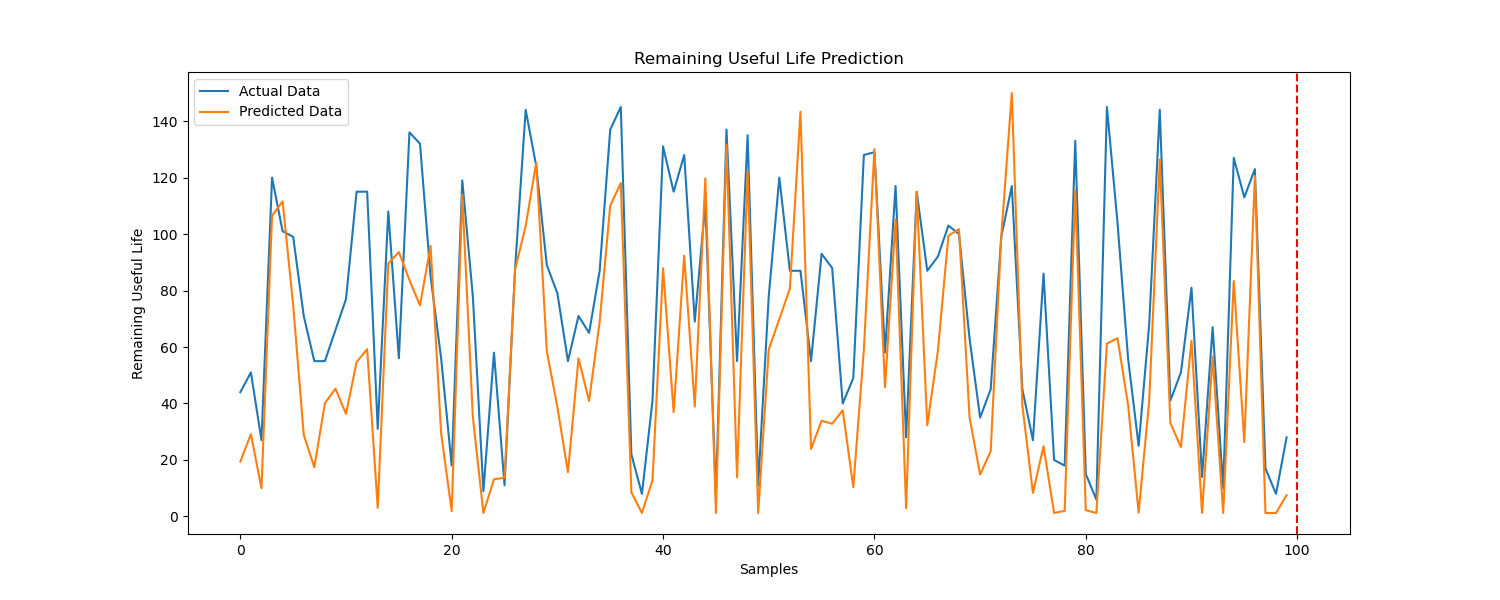 Remaining Useful Life Prediction
Actual Data
Predicted Data
Remaining Useful Life
140
120
100
80
60
40
20
0
0 20 40 60 80 100
Samples